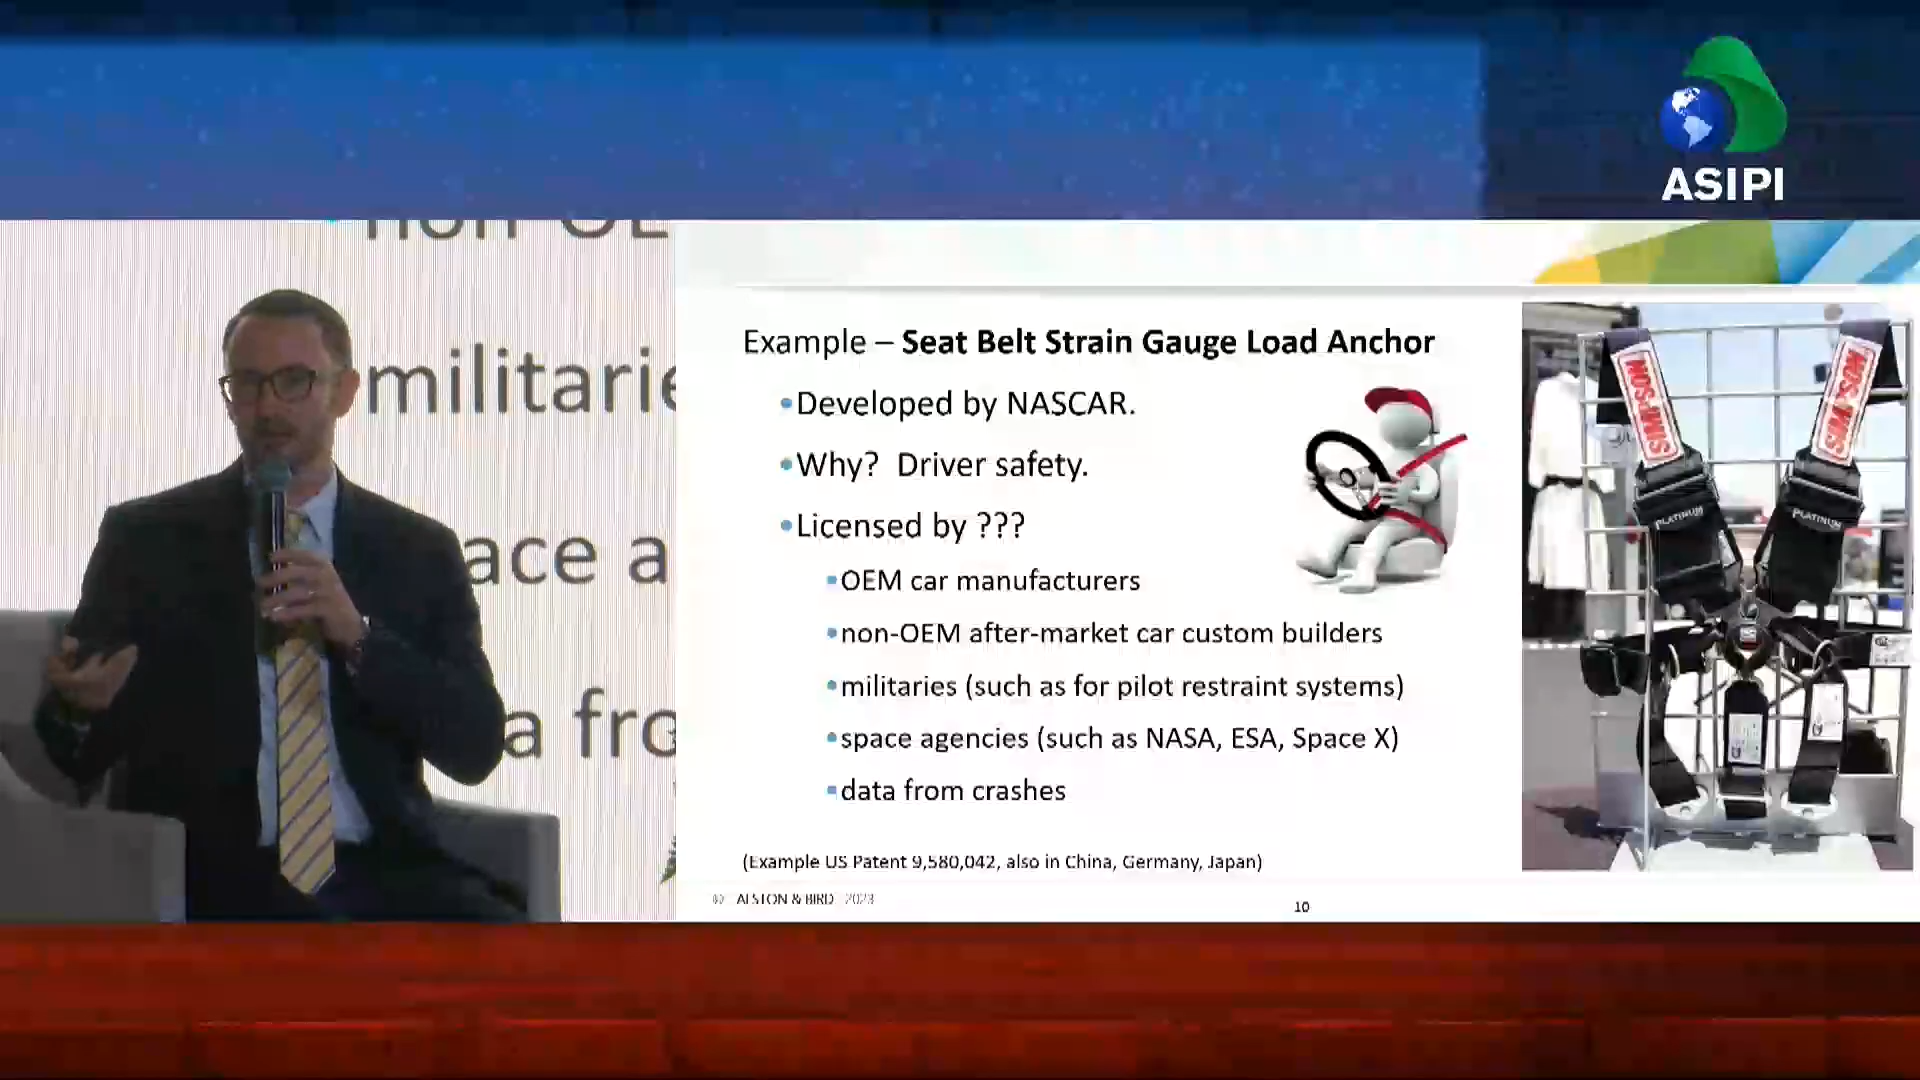 ASIPI
non-OE
militarie
ace a
a fro
Example – Seat Belt Strain Gauge Load Anchor
•Developed by NASCAR.
•Why? Driver safety.
•Licensed by ???
▪OEM car manufacturers
▪non-OEM after-market car custom builders
▪militaries (such as for pilot restraint systems)
▪space agencies (such as NASA, ESA, Space X)
▪data from crashes
(Example US Patent 9,580,042, also in China, Germany, Japan)
© ALSTON & BIRD 2023
10
SIMPSON
SIMPSON
PLATINUM
PLATINUM